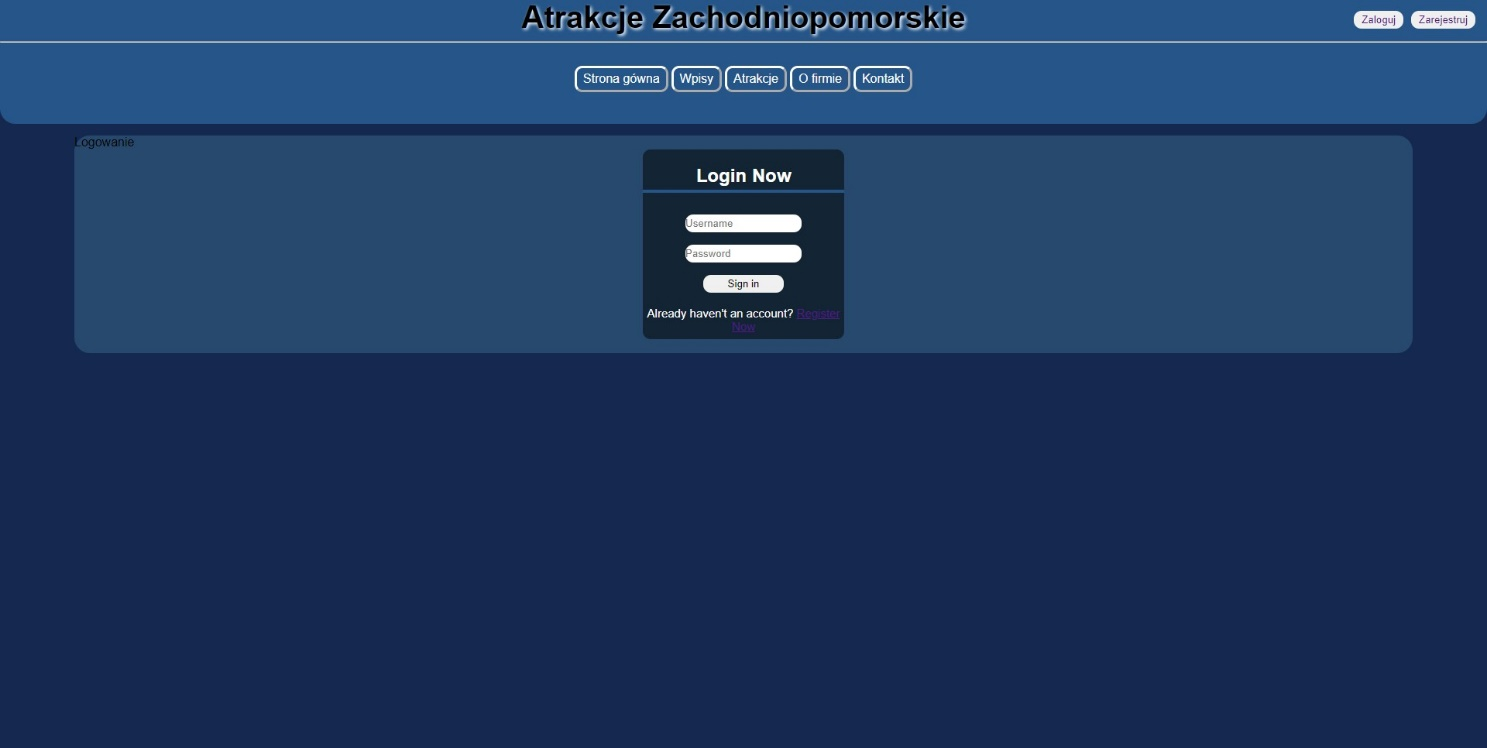 Atrakcje Zachodniopomorskie
Zaloguj Zarejestruj
Strona gówna Wpisy Atrakcje O firmie Kontakt
Logowanie
Login Now
Username
Password
Sign in
Already haven't an account? Register
Now